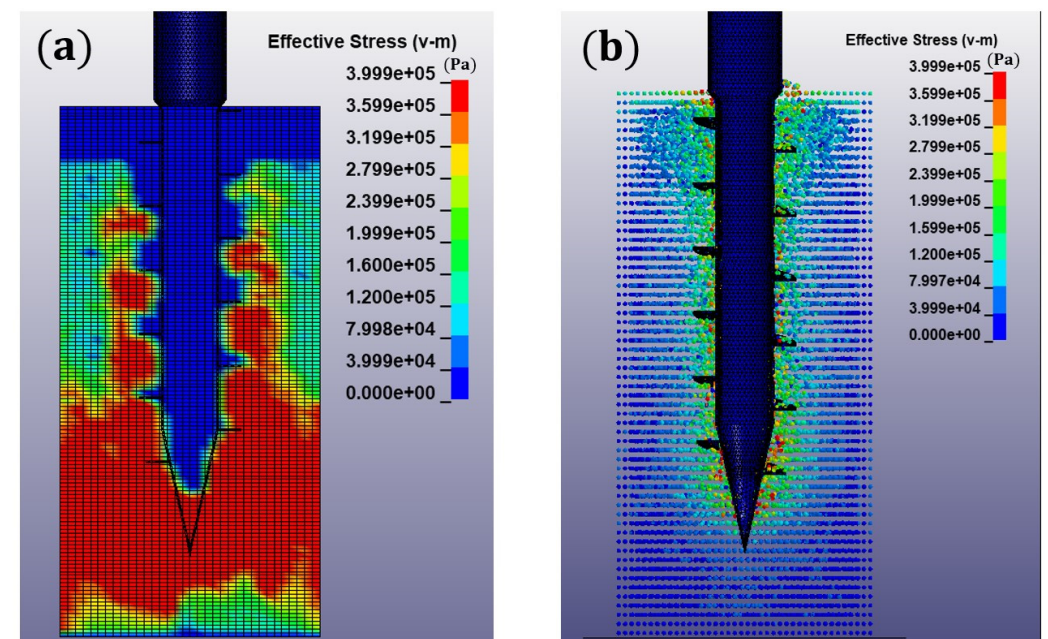 (a)
Effective Stress (v-m)
(Pa)
3.999e+05
3.599e+05
3.199e+05
2.799e+05
2.399e+05
1.999e+05
1.600e+05
1.200e+05
7.998e+04
3.999e+04
0.000e+00
(b)
Effective Stress (v-m)
(Pa)
3.999e+05
3.599e+05
3.199e+05
2.799e+05
2.399e+05
1.999e+05
1.599e+05
1.200e+05
7.997e+04
3.999e+04
0.000e+00